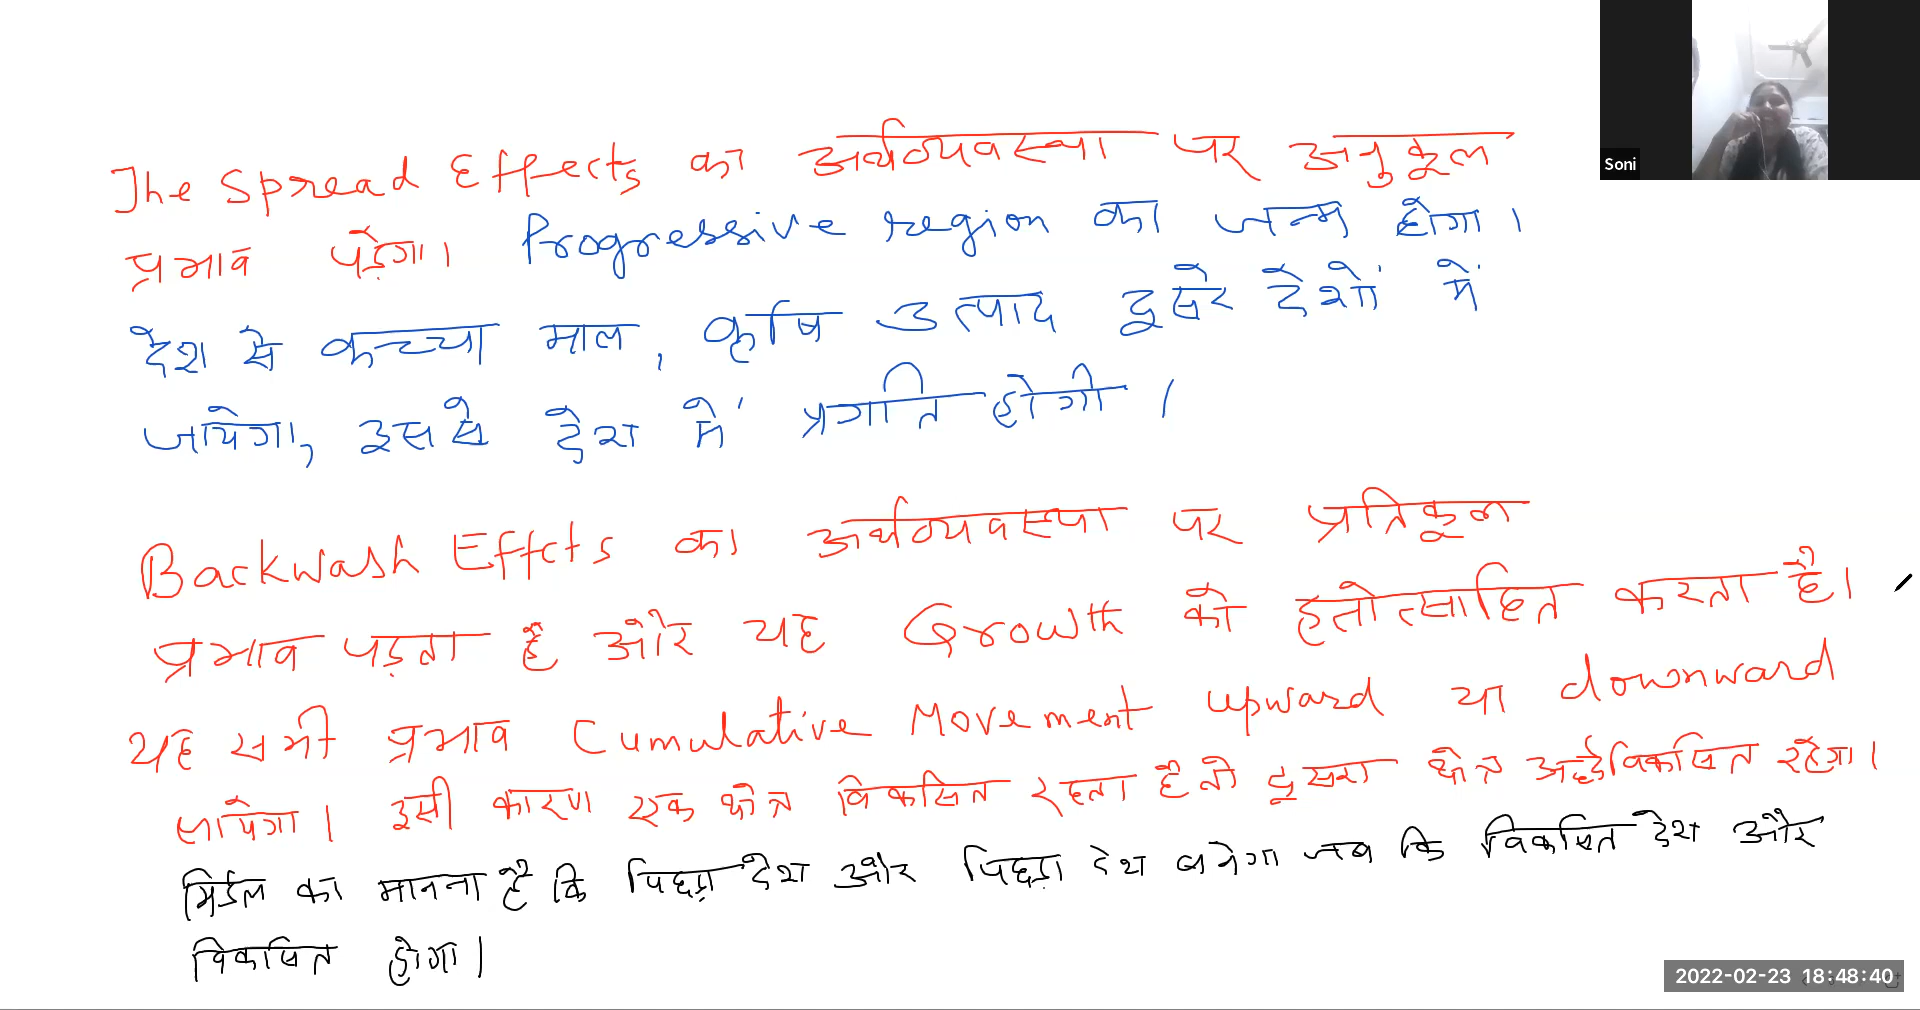 The Spread Effects का अर्थव्यवस्था पर अनुकूल
प्रभाव पड़ेगा। Progressive region का जन्म होगा।
देश से कच्चा माल, कृषि उत्पाद दूसरे देशों में
जायेगा, इससे देश में प्रगति होगी।
Backwash Effcts का अर्थव्यवस्था पर प्रतिकूल
प्रभाव पड़ता है और यह Growth को हतोत्साहित करता है।
यह सभी प्रभाव Cumulative Movement upward या downward
लायेगा। इसी कारण एक क्षेत्र विकसित रहता है तो दूसरा क्षेत्र अर्द्धविकसित रहेगा।
मिर्डल का मानना है कि पिछड़ा देश और पिछड़ा देश बनेगा जब कि विकसित देश और
विकसित होगा।
Soni
2022-02-23 18:48:40